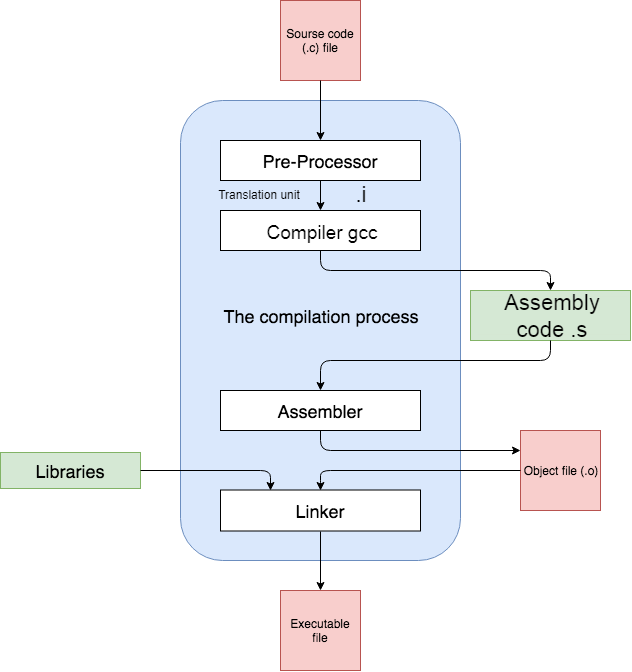 Sourse code
(.c) file
Pre-Processor
Translation unit
.i
Compiler gcc
Assembly
code .s
The compilation process
Assembler
Libraries
Object file (.o)
Linker
Executable
file